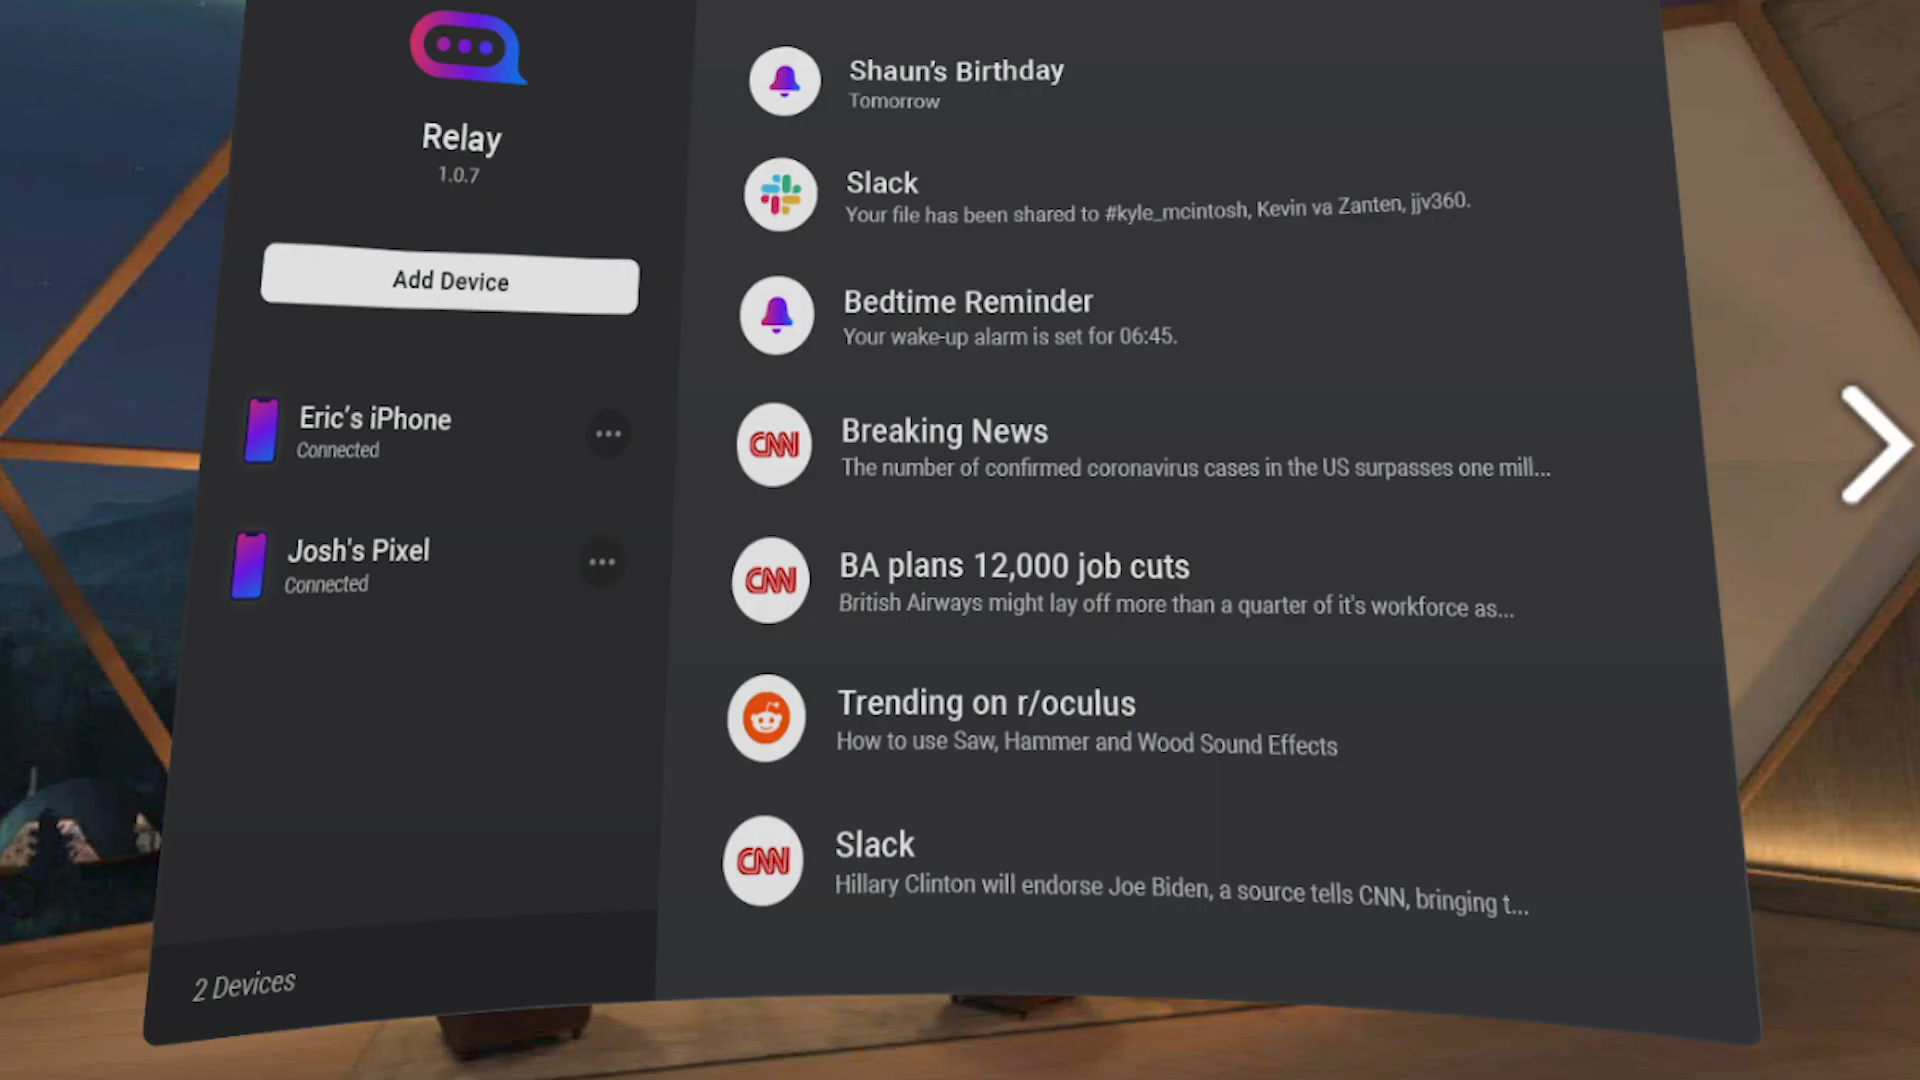 Relay
1.0.7
Add Device
Eric's iPhone
Connected
Josh's Pixel
Connected
2 Devices
Shaun's Birthday
Tomorrow
Slack
Your file has been shared to #kyle_mcintosh, Kevin va Zanten, jjv360.
Bedtime Reminder
Your wake-up alarm is set for 06:45.
CNN
Breaking News
The number of confirmed coronavirus cases in the US surpasses one mill...
CNN
BA plans 12,000 job cuts
British Airways might lay off more than a quarter of it's workforce as...
Trending on r/oculus
How to use Saw, Hammer and Wood Sound Effects
CNN
Slack
Hillary Clinton will endorse Joe Biden, a source tells CNN, bringing t...